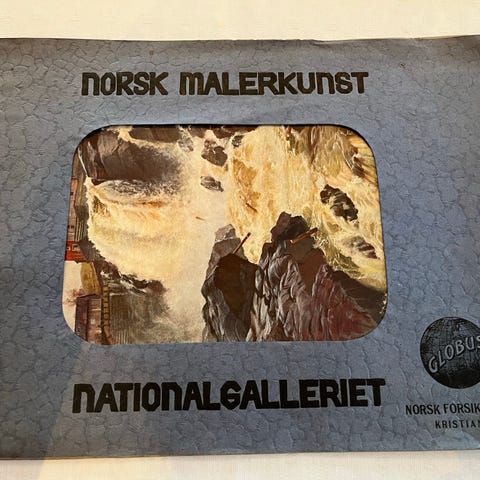 NORSK MALERKUNST
NATIONALGALLERIET
GLOBUS
NORSK FORSIK
KRISTIAN